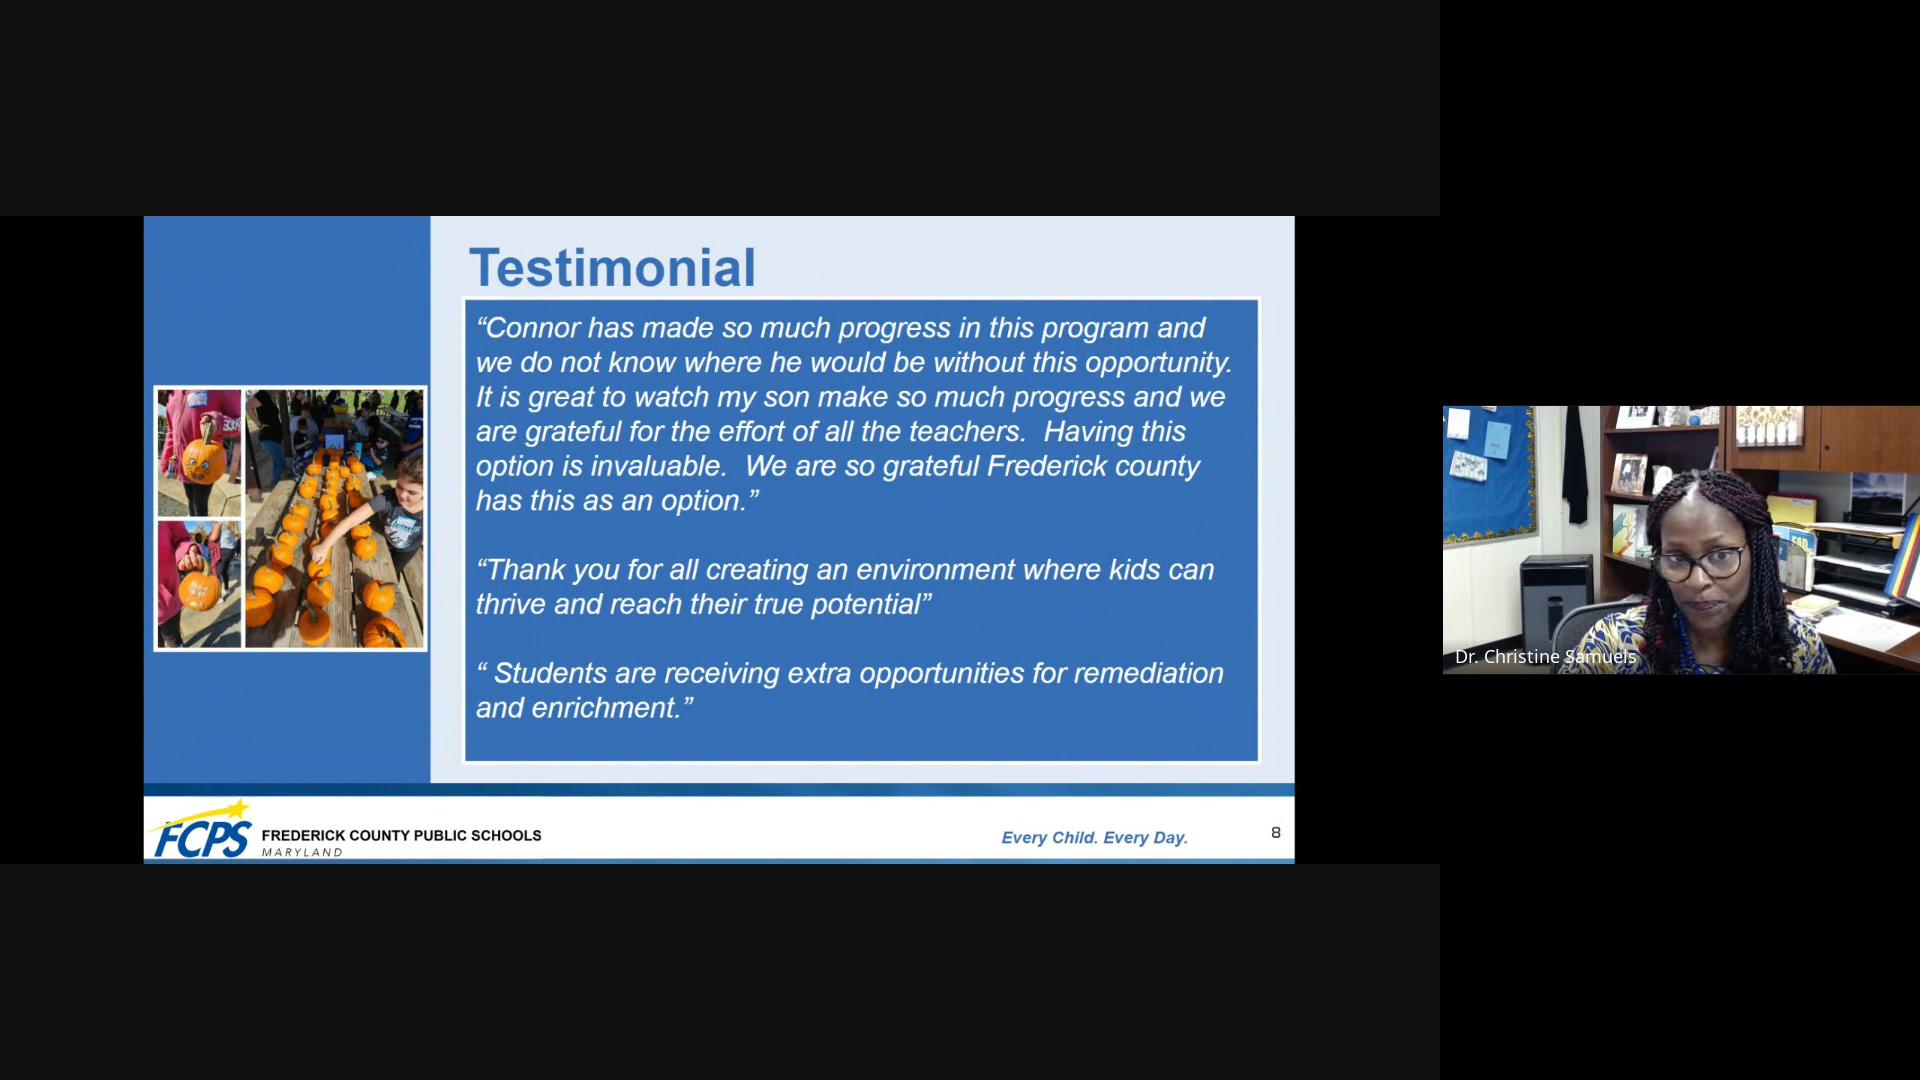 Testimonial
“Connor has made so much progress in this program and
we do not know where he would be without this opportunity.
It is great to watch my son make so much progress and we
are grateful for the effort of all the teachers.  Having this
option is invaluable.  We are so grateful Frederick county
has this as an option.”
“Thank you for all creating an environment where kids can
thrive and reach their true potential”
“ Students are receiving extra opportunities for remediation
and enrichment.”
FCPS
FREDERICK COUNTY PUBLIC SCHOOLS
MARYLAND
Every Child. Every Day.
8
Dr. Christine Samuels